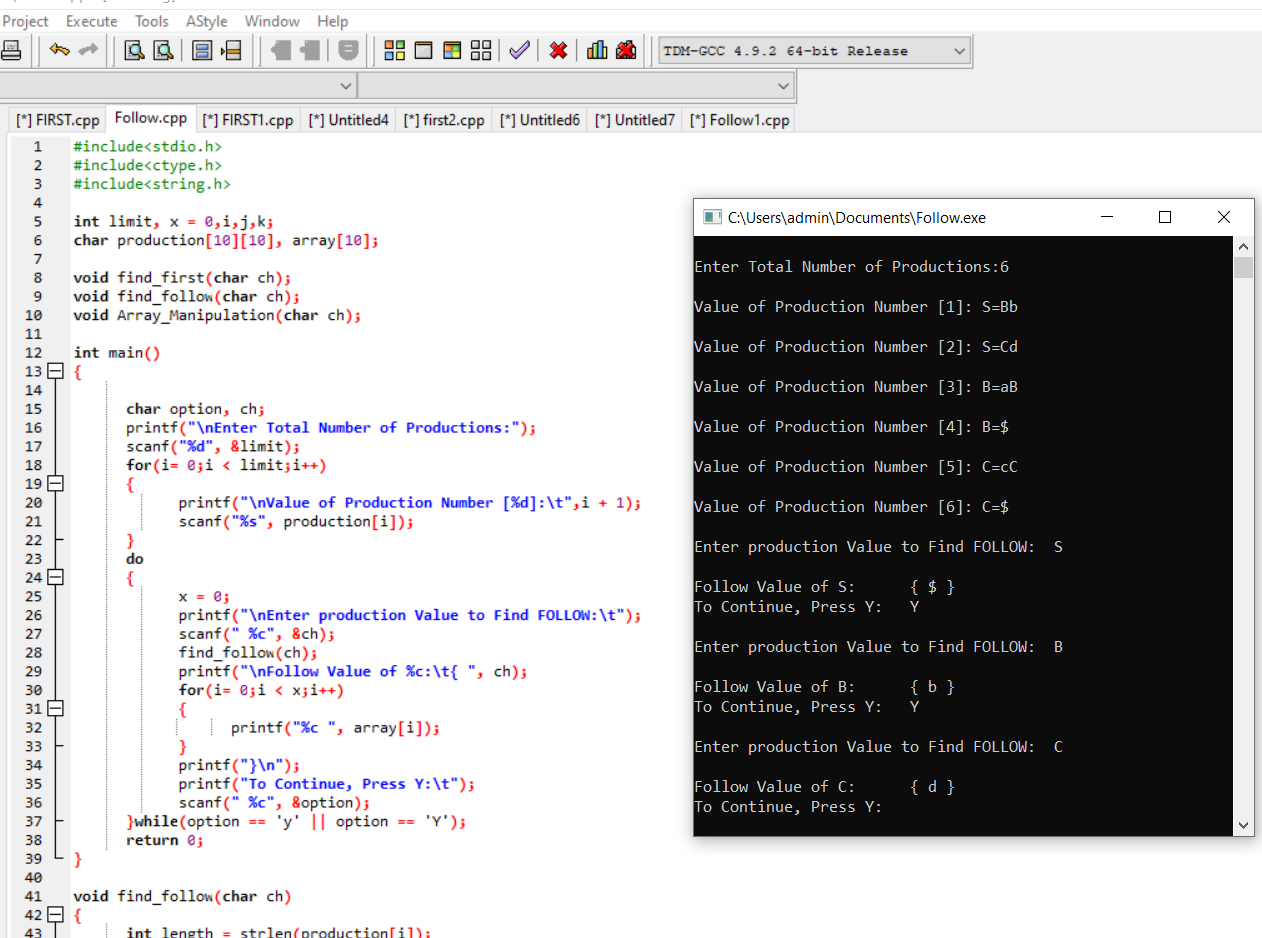 Project Execute Tools AStyle Window Help
TDM-GCC 4.9.2 64-bit Release
[*] FIRST.cpp Follow.cpp [*] FIRST1.cpp [*] Untitled4 [*] first2.cpp [*] Untitled6 [*] Untitled7 [*] Follow1.cpp
1 #include<stdio.h>
2 #include<ctype.h>
3 #include<string.h>
4
5 int limit, x = 0,i,j,k;
6 char production[10][10], array[10];
7
8 void find_first(char ch);
9 void find_follow(char ch);
10 void Array_Manipulation(char ch);
11
12 int main()
13 {
14
15 char option, ch;
16 printf("\nEnter Total Number of Productions:");
17 scanf("%d", &limit);
18 for(i= 0;i < limit;i++)
19 {
20 printf("\nValue of Production Number [%d]:\t",i + 1);
21 scanf("%s", production[i]);
22 }
23 do
24 {
25 x = 0;
26 printf("\nEnter production Value to Find FOLLOW:\t");
27 scanf(" %c", &ch);
28 find_follow(ch);
29 printf("\nFollow Value of %c:\t{ ", ch);
30 for(i= 0;i < x;i++)
31 {
32 printf("%c ", array[i]);
33 }
34 printf("}\n");
35 printf("To Continue, Press Y:\t");
36 scanf(" %c", &option);
37 }while(option == 'y' || option == 'Y');
38 return 0;
39 }
40
41 void find_follow(char ch)
42 {
43 int length = strlen(production[i]);
C:\Users\admin\Documents\Follow.exe
Enter Total Number of Productions:6
Value of Production Number [1]: S=Bb
Value of Production Number [2]: S=Cd
Value of Production Number [3]: B=aB
Value of Production Number [4]: B=$
Value of Production Number [5]: C=cC
Value of Production Number [6]: C=$
Enter production Value to Find FOLLOW: S
Follow Value of S: { $ }
To Continue, Press Y: Y
Enter production Value to Find FOLLOW: B
Follow Value of B: { b }
To Continue, Press Y: Y
Enter production Value to Find FOLLOW: C
Follow Value of C: { d }
To Continue, Press Y: